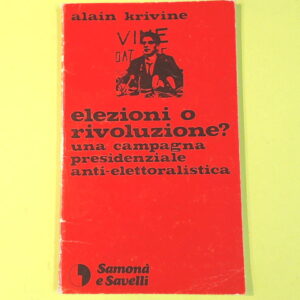 alain krivine
elezioni o
rivoluzione?
una campagna
presidenziale
anti-elettoralistica
Samonà
e Savelli